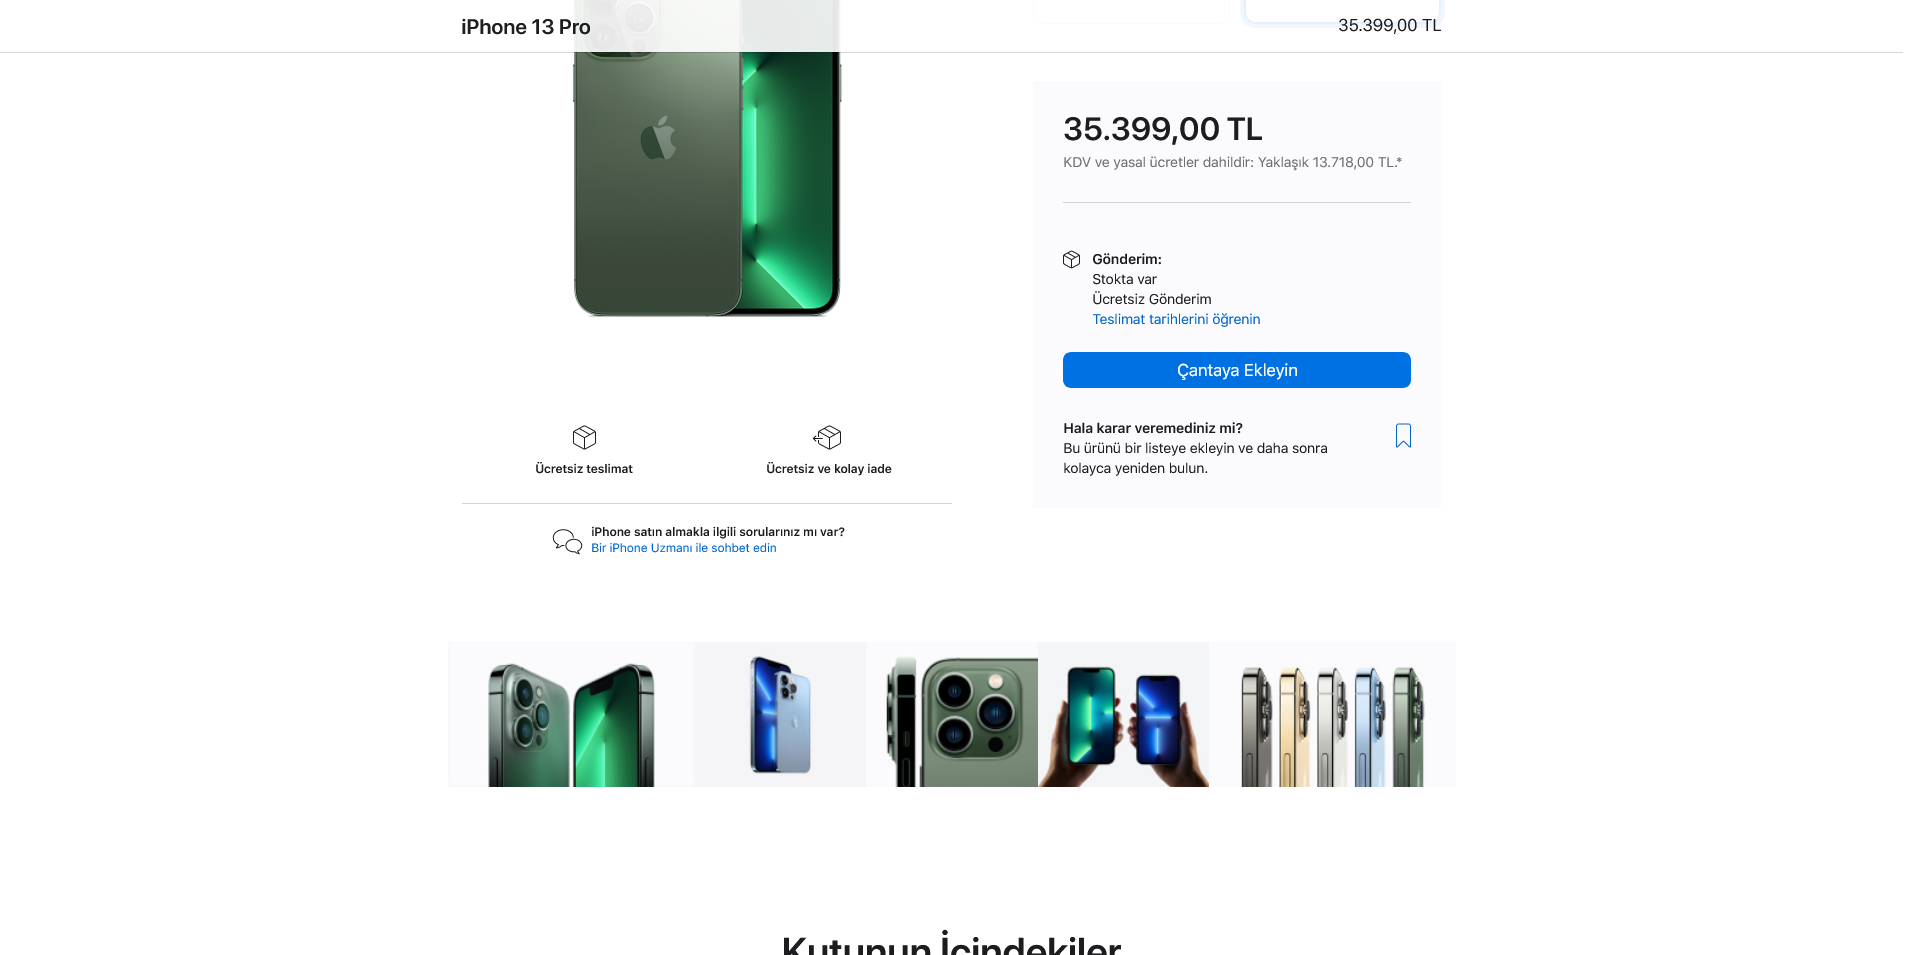 iPhone 13 Pro
35.399,00 TL
35.399,00 TL
KDV ve yasal ücretler dahildir: Yaklaşık 13.718,00 TL.*
Gönderim:
Stokta var
Ücretsiz Gönderim
Teslimat tarihlerini öğrenin
Çantaya Ekleyin
Hala karar veremediniz mi?
Bu ürünü bir listeye ekleyin ve daha sonra
kolayca yeniden bulun.
Ücretsiz teslimat
Ücretsiz ve kolay iade
iPhone satın almakla ilgili sorularınız mı var?
Bir iPhone Uzmanı ile sohbet edin
Kutunun İçindekiler